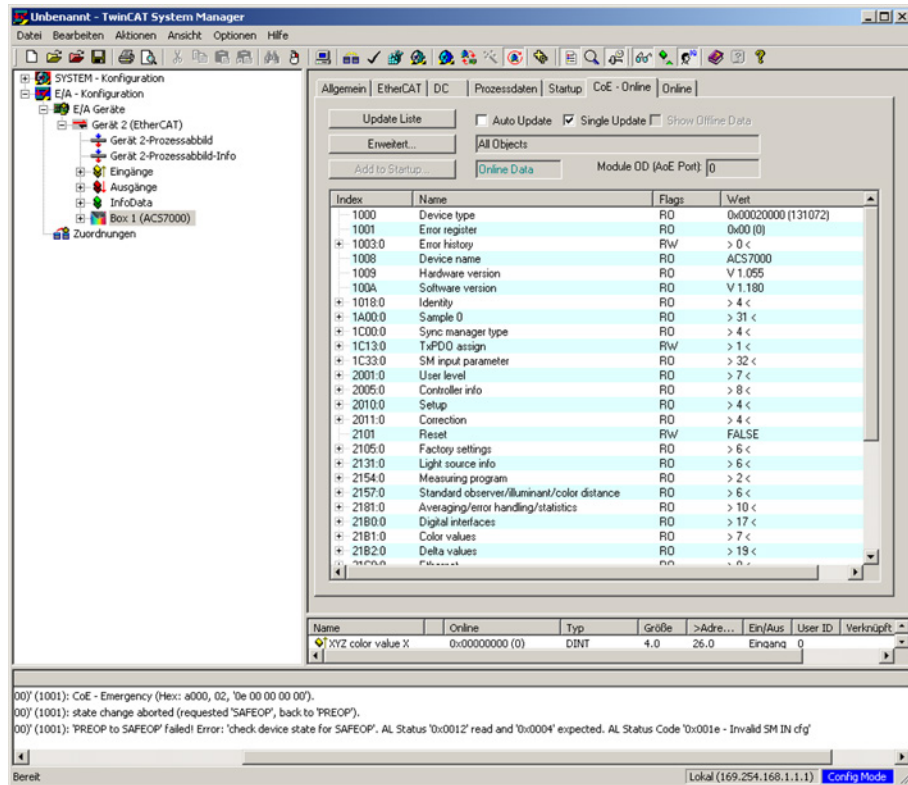 Unbenannt - TwinCAT System Manager
Datei Bearbeiten Aktionen Ansicht Optionen Hilfe
SYSTEM - Konfiguration
E/A - Konfiguration
E/A Geräte
Gerät 2 (EtherCAT)
Gerät 2-Prozessabbild
Gerät 2-Prozessabbild-Info
Eingänge
Ausgänge
InfoData
Box 1 (ACS7000)
Zuordnungen
Allgemein EtherCAT DC Prozessdaten Startup CoE - Online Online
Update Liste Auto Update Single Update Show Offline Data
Erweitert... All Objects
Add to Startup... Online Data Module OD (AoE Port): 0
Index Name Flags Wert
1000 Device type RO 0x00020000 (131072)
1001 Error register RO 0x00 (0)
1003:0 Error history RW > 0 <
1008 Device name RO ACS7000
1009 Hardware version RO V 1.055
100A Software version RO V 1.180
1018:0 Identity RO > 4 <
1A00:0 Sample 0 RO > 31 <
1C00:0 Sync manager type RO > 4 <
1C13:0 TxPDO assign RW > 1 <
1C33:0 SM input parameter RO > 32 <
2001:0 User level RO > 7 <
2005:0 Controller info RO > 8 <
2010:0 Setup RO > 4 <
2011:0 Correction RO > 4 <
2101 Reset RW FALSE
2105:0 Factory settings RO > 6 <
2131:0 Light source info RO > 6 <
2154:0 Measuring program RO > 2 <
2157:0 Standard observer/illuminant/color distance RO > 6 <
2181:0 Averaging/error handling/statistics RO > 10 <
21B0:0 Digital interfaces RO > 17 <
21B1:0 Color values RO > 7 <
21B2:0 Delta values RO > 19 <
Name Online Typ Größe >Adre... Ein/Aus User ID Verknüpft
XYZ color value X 0x00000000 (0) DINT 4.0 26.0 Eingang 0
00)' (1001): CoE - Emergency (Hex: a000, 02, '0e 00 00 00 00').
00)' (1001): state change aborted (requested 'SAFEOP', back to 'PREOP').
00)' (1001): 'PREOP to SAFEOP' failed! Error: 'check device state for SAFEOP'. AL Status '0x0012' read and '0x0004' expected. AL Status Code '0x001e - Invalid SM IN cfg'
Bereit Lokal (169.254.168.1.1.1) Config Mode